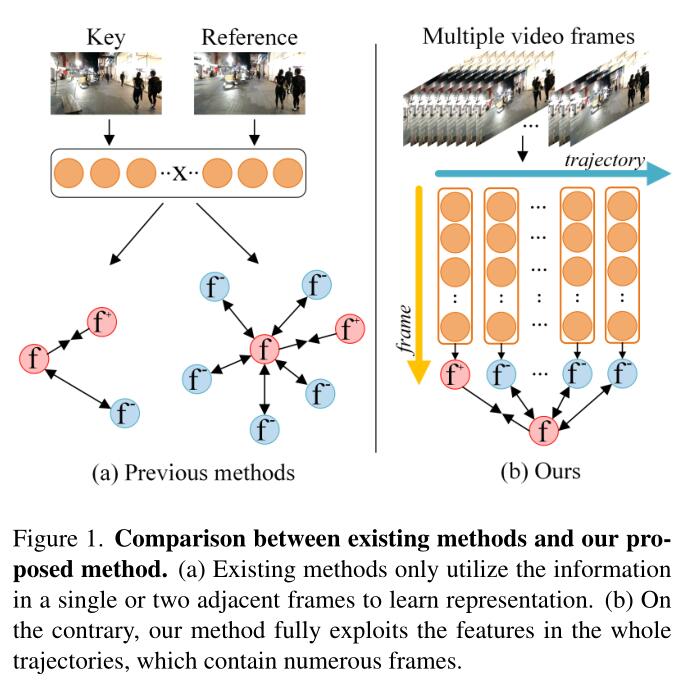 Key
Reference
··x··
f
f⁺
f⁻
f
f⁺
f⁻
f⁻
f⁻
f⁻
f⁻
(a) Previous methods
Multiple video frames
...
trajectory
frame
...
...
...
: : : :
...
f⁺ f⁻ ... f⁻ f⁻
f
(b) Ours
Figure 1. Comparison between existing methods and our pro-
posed method. (a) Existing methods only utilize the information
in a single or two adjacent frames to learn representation. (b) On
the contrary, our method fully exploits the features in the whole
trajectories, which contain numerous frames.